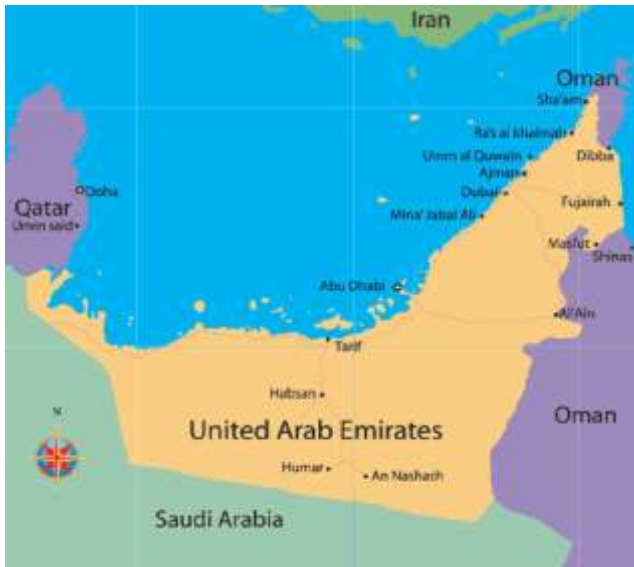 Iran
Oman
Sha'am
Ra's al khaimah
Umm al Quwain
Dibba
Ajman
Doha
Dubai
Qatar
Fujairah
Mina' Jabal Ali
Umm said
Masfut
Shinas
Abu Dhabi
Al Ain
Tarif
Habsan
N
Oman
United Arab Emirates
Humar
An Nashash
Saudi Arabia